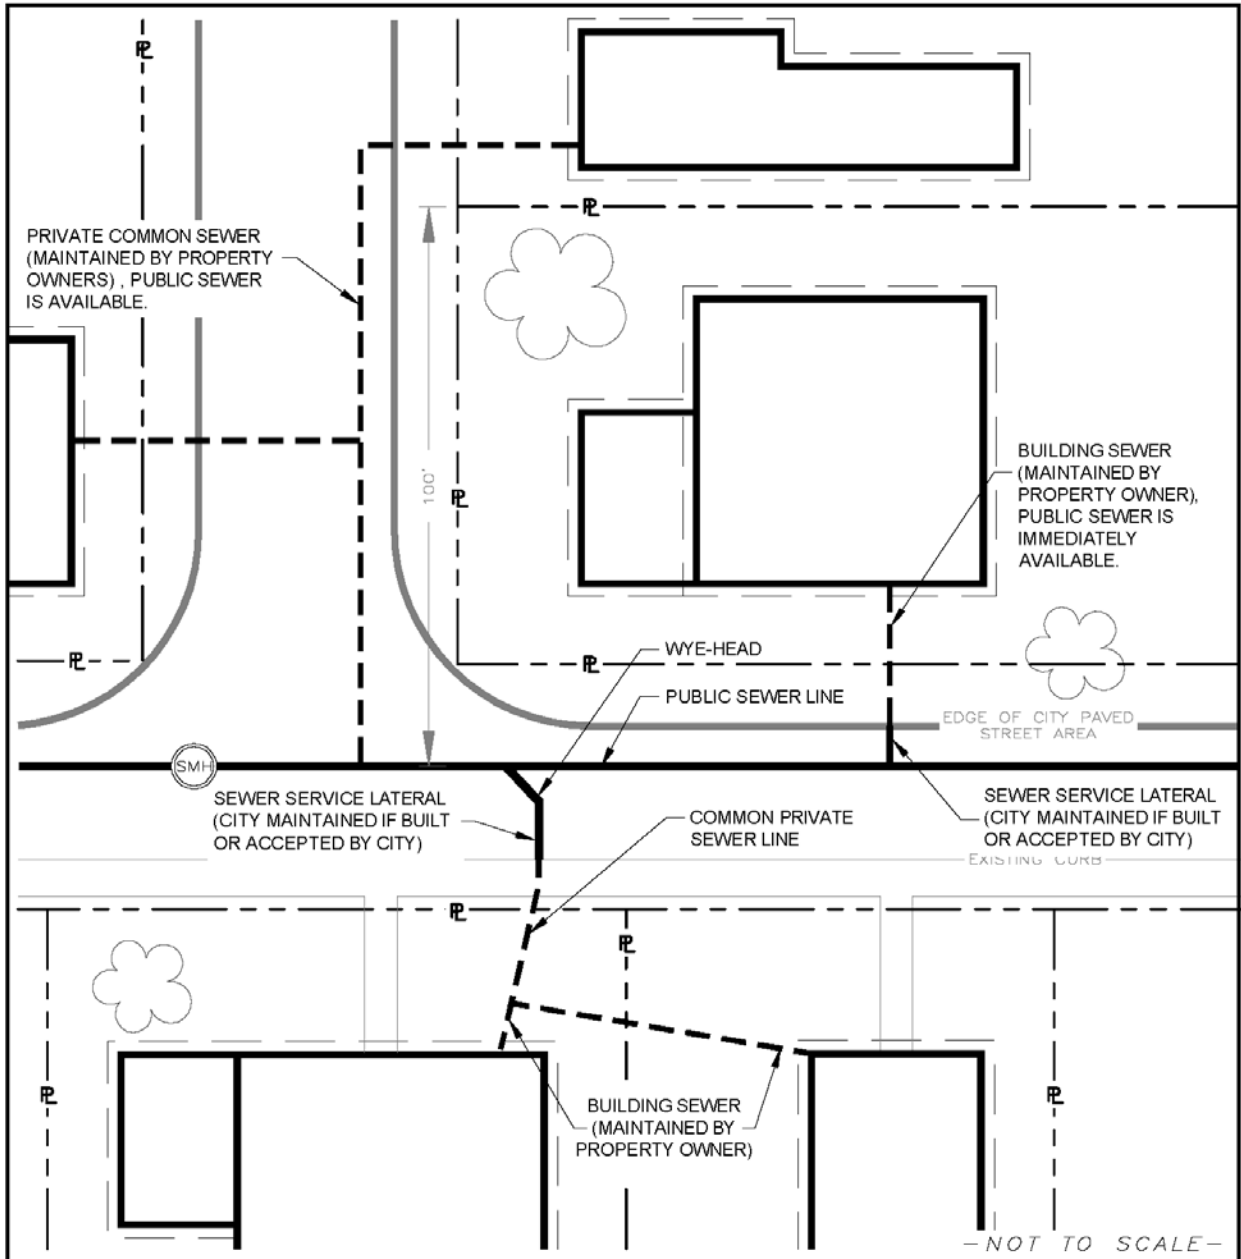 PL
PRIVATE COMMON SEWER
(MAINTAINED BY PROPERTY
OWNERS) , PUBLIC SEWER
IS AVAILABLE.
PL
100'
PL
BUILDING SEWER
(MAINTAINED BY
PROPERTY OWNER),
PUBLIC SEWER IS
IMMEDIATELY
AVAILABLE.
PL
WYE-HEAD
PL
PUBLIC SEWER LINE
EDGE OF CITY PAVED
STREET AREA
SMH
SEWER SERVICE LATERAL
(CITY MAINTAINED IF BUILT
OR ACCEPTED BY CITY)
COMMON PRIVATE
SEWER LINE
SEWER SERVICE LATERAL
(CITY MAINTAINED IF BUILT
OR ACCEPTED BY CITY)
EXISTING CURB
PL
PL
PL
PL
BUILDING SEWER
(MAINTAINED BY
PROPERTY OWNER)
-NOT TO SCALE-